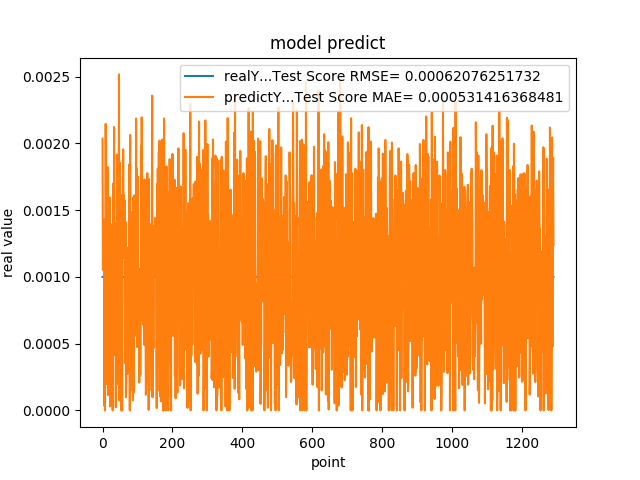 model predict
realY...Test Score RMSE= 0.00062076251732
predictY...Test Score MAE= 0.000531416368481
0.0025
0.0020
0.0015
0.0010
0.0005
0.0000
real value
0 200 400 600 800 1000 1200
point